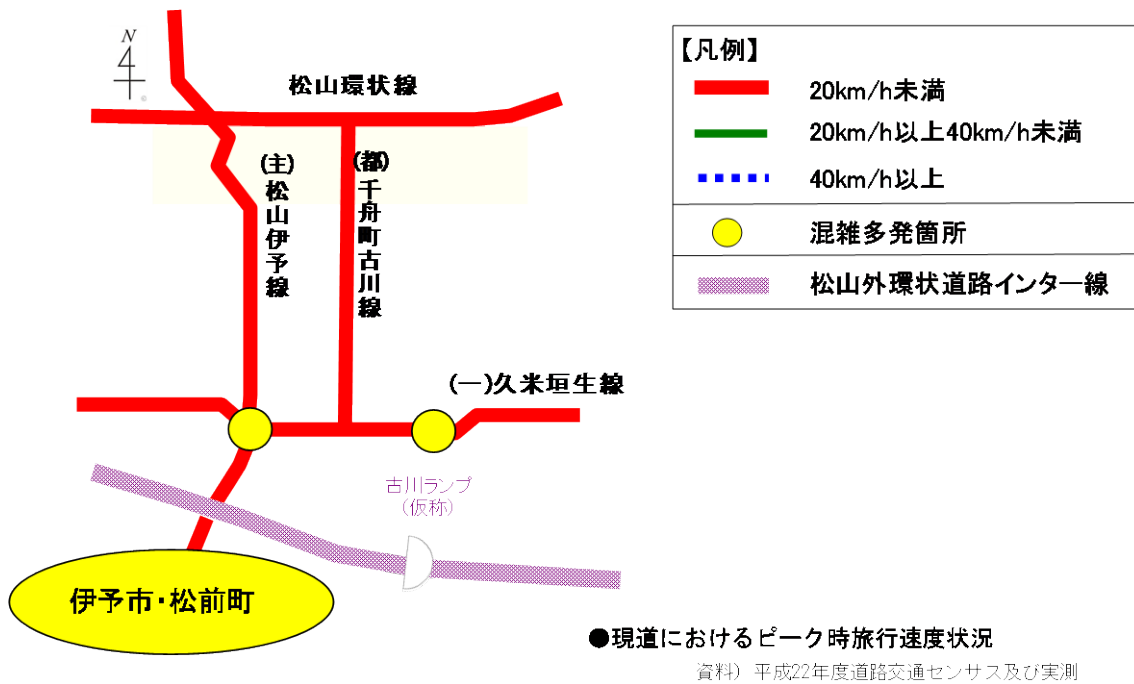 N
松山環状線
(主)松山伊予線
(都)千舟町古川線
(一)久米垣生線
古川ランプ
(仮称)
伊予市・松前町
【凡例】
20km/h未満
20km/h以上40km/h未満
40km/h以上
混雑多発箇所
松山外環状道路インター線
●現道におけるピーク時旅行速度状況
資料) 平成22年度道路交通センサス及び実測